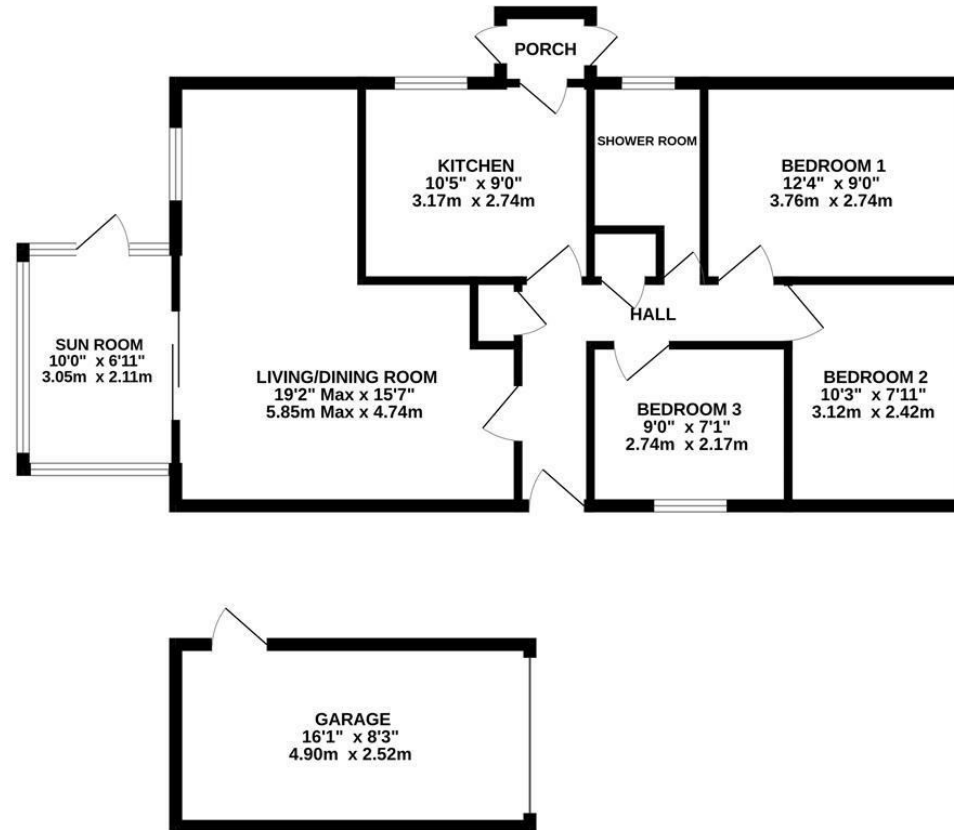 PORCH
KITCHEN
10'5" x 9'0"
3.17m x 2.74m
SHOWER ROOM
BEDROOM 1
12'4" x 9'0"
3.76m x 2.74m
HALL
SUN ROOM
10'0" x 6'11"
3.05m x 2.11m
LIVING/DINING ROOM
19'2" Max x 15'7"
5.85m Max x 4.74m
BEDROOM 3
9'0" x 7'1"
2.74m x 2.17m
BEDROOM 2
10'3" x 7'11"
3.12m x 2.42m
GARAGE
16'1" x 8'3"
4.90m x 2.52m